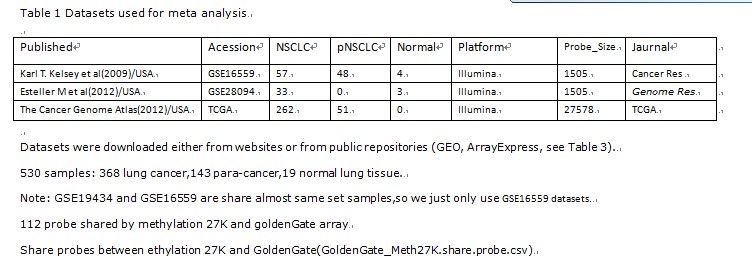 Table 1 Datasets used for meta analysis.
Published Acession NSCLC pNSCLC Normal Platform Probe_Size. Jaurnal
Karl T. Kelsey et al(2009)/USA. GSE16559. 57. 48. 4. Illumina. 1505. Cancer Res.
Esteller M et al(2012)/USA. GSE28094. 33. 0. 3. Illumina. 1505. Genome Res.
The Cancer Genome Atlas(2012)/USA. TCGA. 262. 51. 0. Illumina. 27578. TCGA.
Datasets were downloaded either from websites or from public repositories (GEO, ArrayExpress, see Table 3).
530 samples: 368 lung cancer,143 para-cancer,19 normal lung tissue.
Note: GSE19434 and GSE16559 are share almost same set samples,so we just only use GSE16559 datasets.
112 probe shared by methylation 27K and goldenGate array.
Share probes between ethylation 27K and GoldenGate(GoldenGate_Meth27K.share.probe.csv)